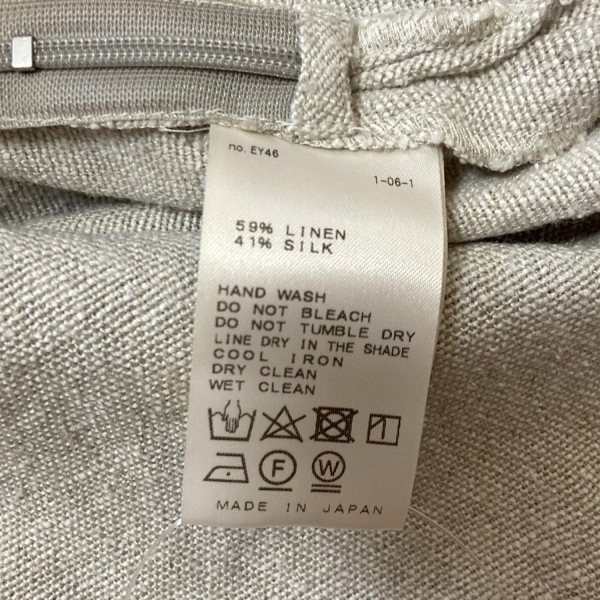 no. EY46
1-06-1
59% LINEN
41% SILK
HAND WASH
DO NOT BLEACH
DO NOT TUMBLE DRY
LINE DRY IN THE SHADE
COOL IRON
DRY CLEAN
WET CLEAN
F W
MADE IN JAPAN